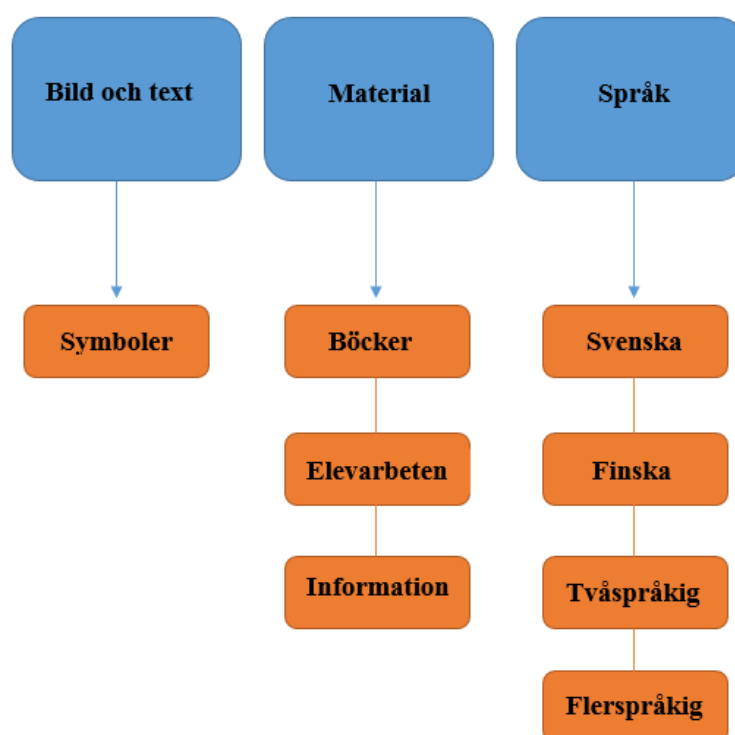 Bild och text
Material
Språk
Symboler
Böcker
Svenska
Elevarbeten
Finska
Information
Tvåspråkig
Flerspråkig